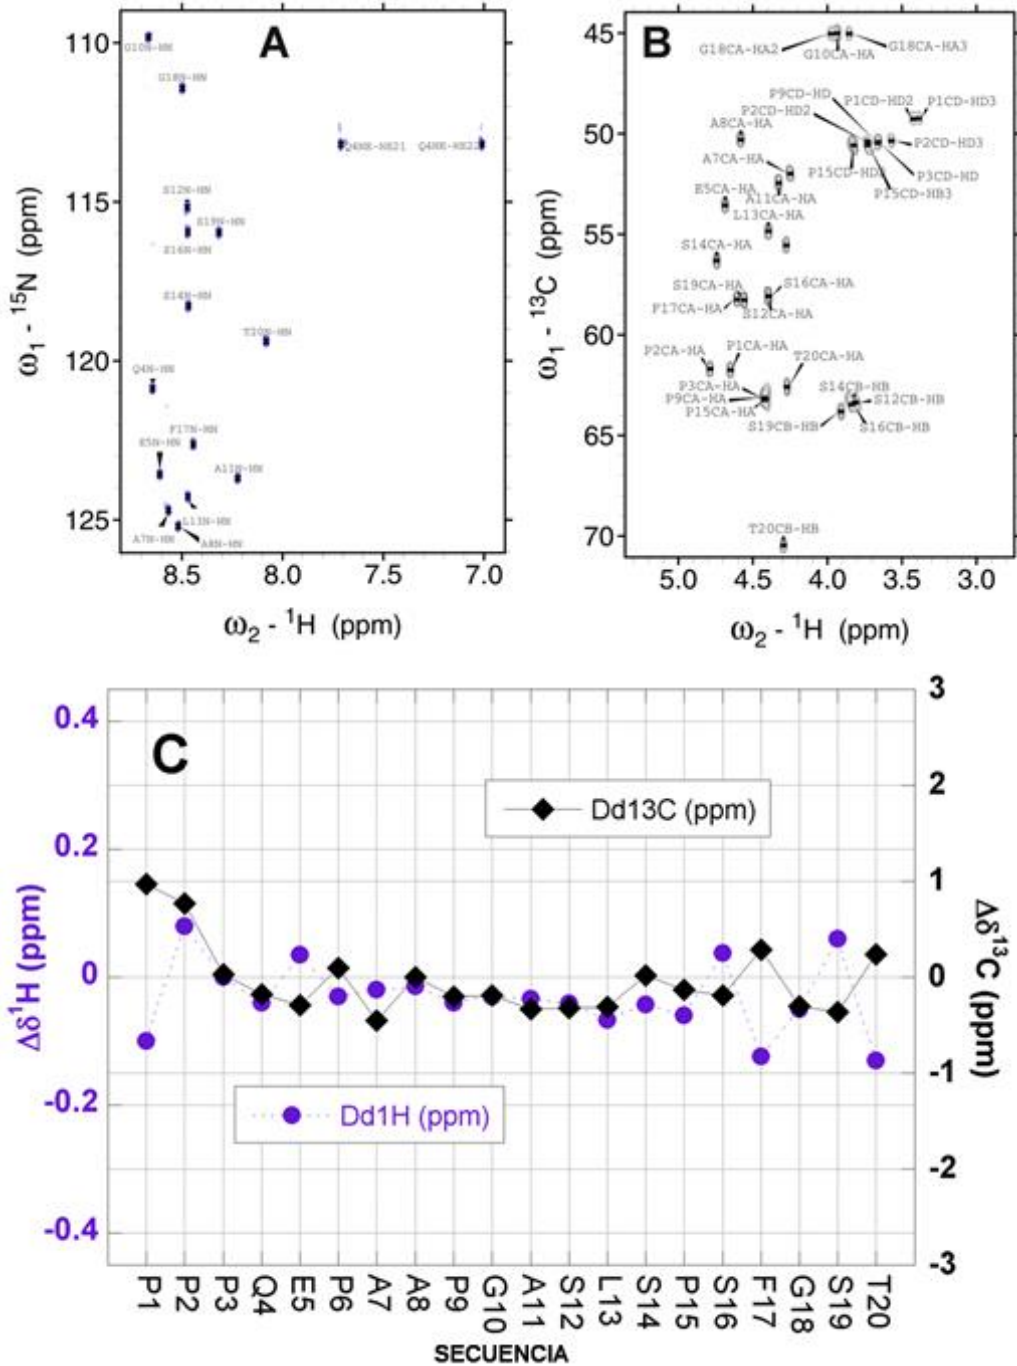 A
110
115
120
125
8.5
8.0
7.5
7.0
ω1 - 15N (ppm)
ω2 - 1H (ppm)
G10N-HN
G18N-HN
Q4NE-HE21
Q4NE-HE22
S12N-HN
S19N-HN
S16N-HN
S14N-HN
T20N-HN
Q4N-HN
F17N-HN
E5N-HN
A11N-HN
L13N-HN
A7N-HN
A8N-HN
B
45
50
55
60
65
70
5.0
4.5
4.0
3.5
3.0
ω1 - 13C (ppm)
ω2 - 1H (ppm)
G18CA-HA2
G10CA-HA
G18CA-HA3
P9CD-HD
P1CD-HD2
P1CD-HD3
P2CD-HD2
A8CA-HA
P2CD-HD3
A7CA-HA
P15CD-HD2
P3CD-HD
E5CA-HA
A11CA-HA
P15CD-HB3
L13CA-HA
S14CA-HA
S19CA-HA
S16CA-HA
F17CA-HA
S12CA-HA
P2CA-HA
P1CA-HA
T20CA-HA
P3CA-HA
S14CB-HB
P9CA-HA
S12CB-HB
P15CA-HA
S19CB-HB
S16CB-HB
T20CB-HB
C
0.4
0.2
0
-0.2
-0.4
Δδ1H (ppm)
3
2
1
0
-1
-2
-3
Δδ13C (ppm)
Dd13C (ppm)
Dd1H (ppm)
P1
P2
P3
Q4
E5
P6
A7
A8
P9
G10
A11
S12
L13
S14
P15
S16
F17
G18
S19
T20
SECUENCIA